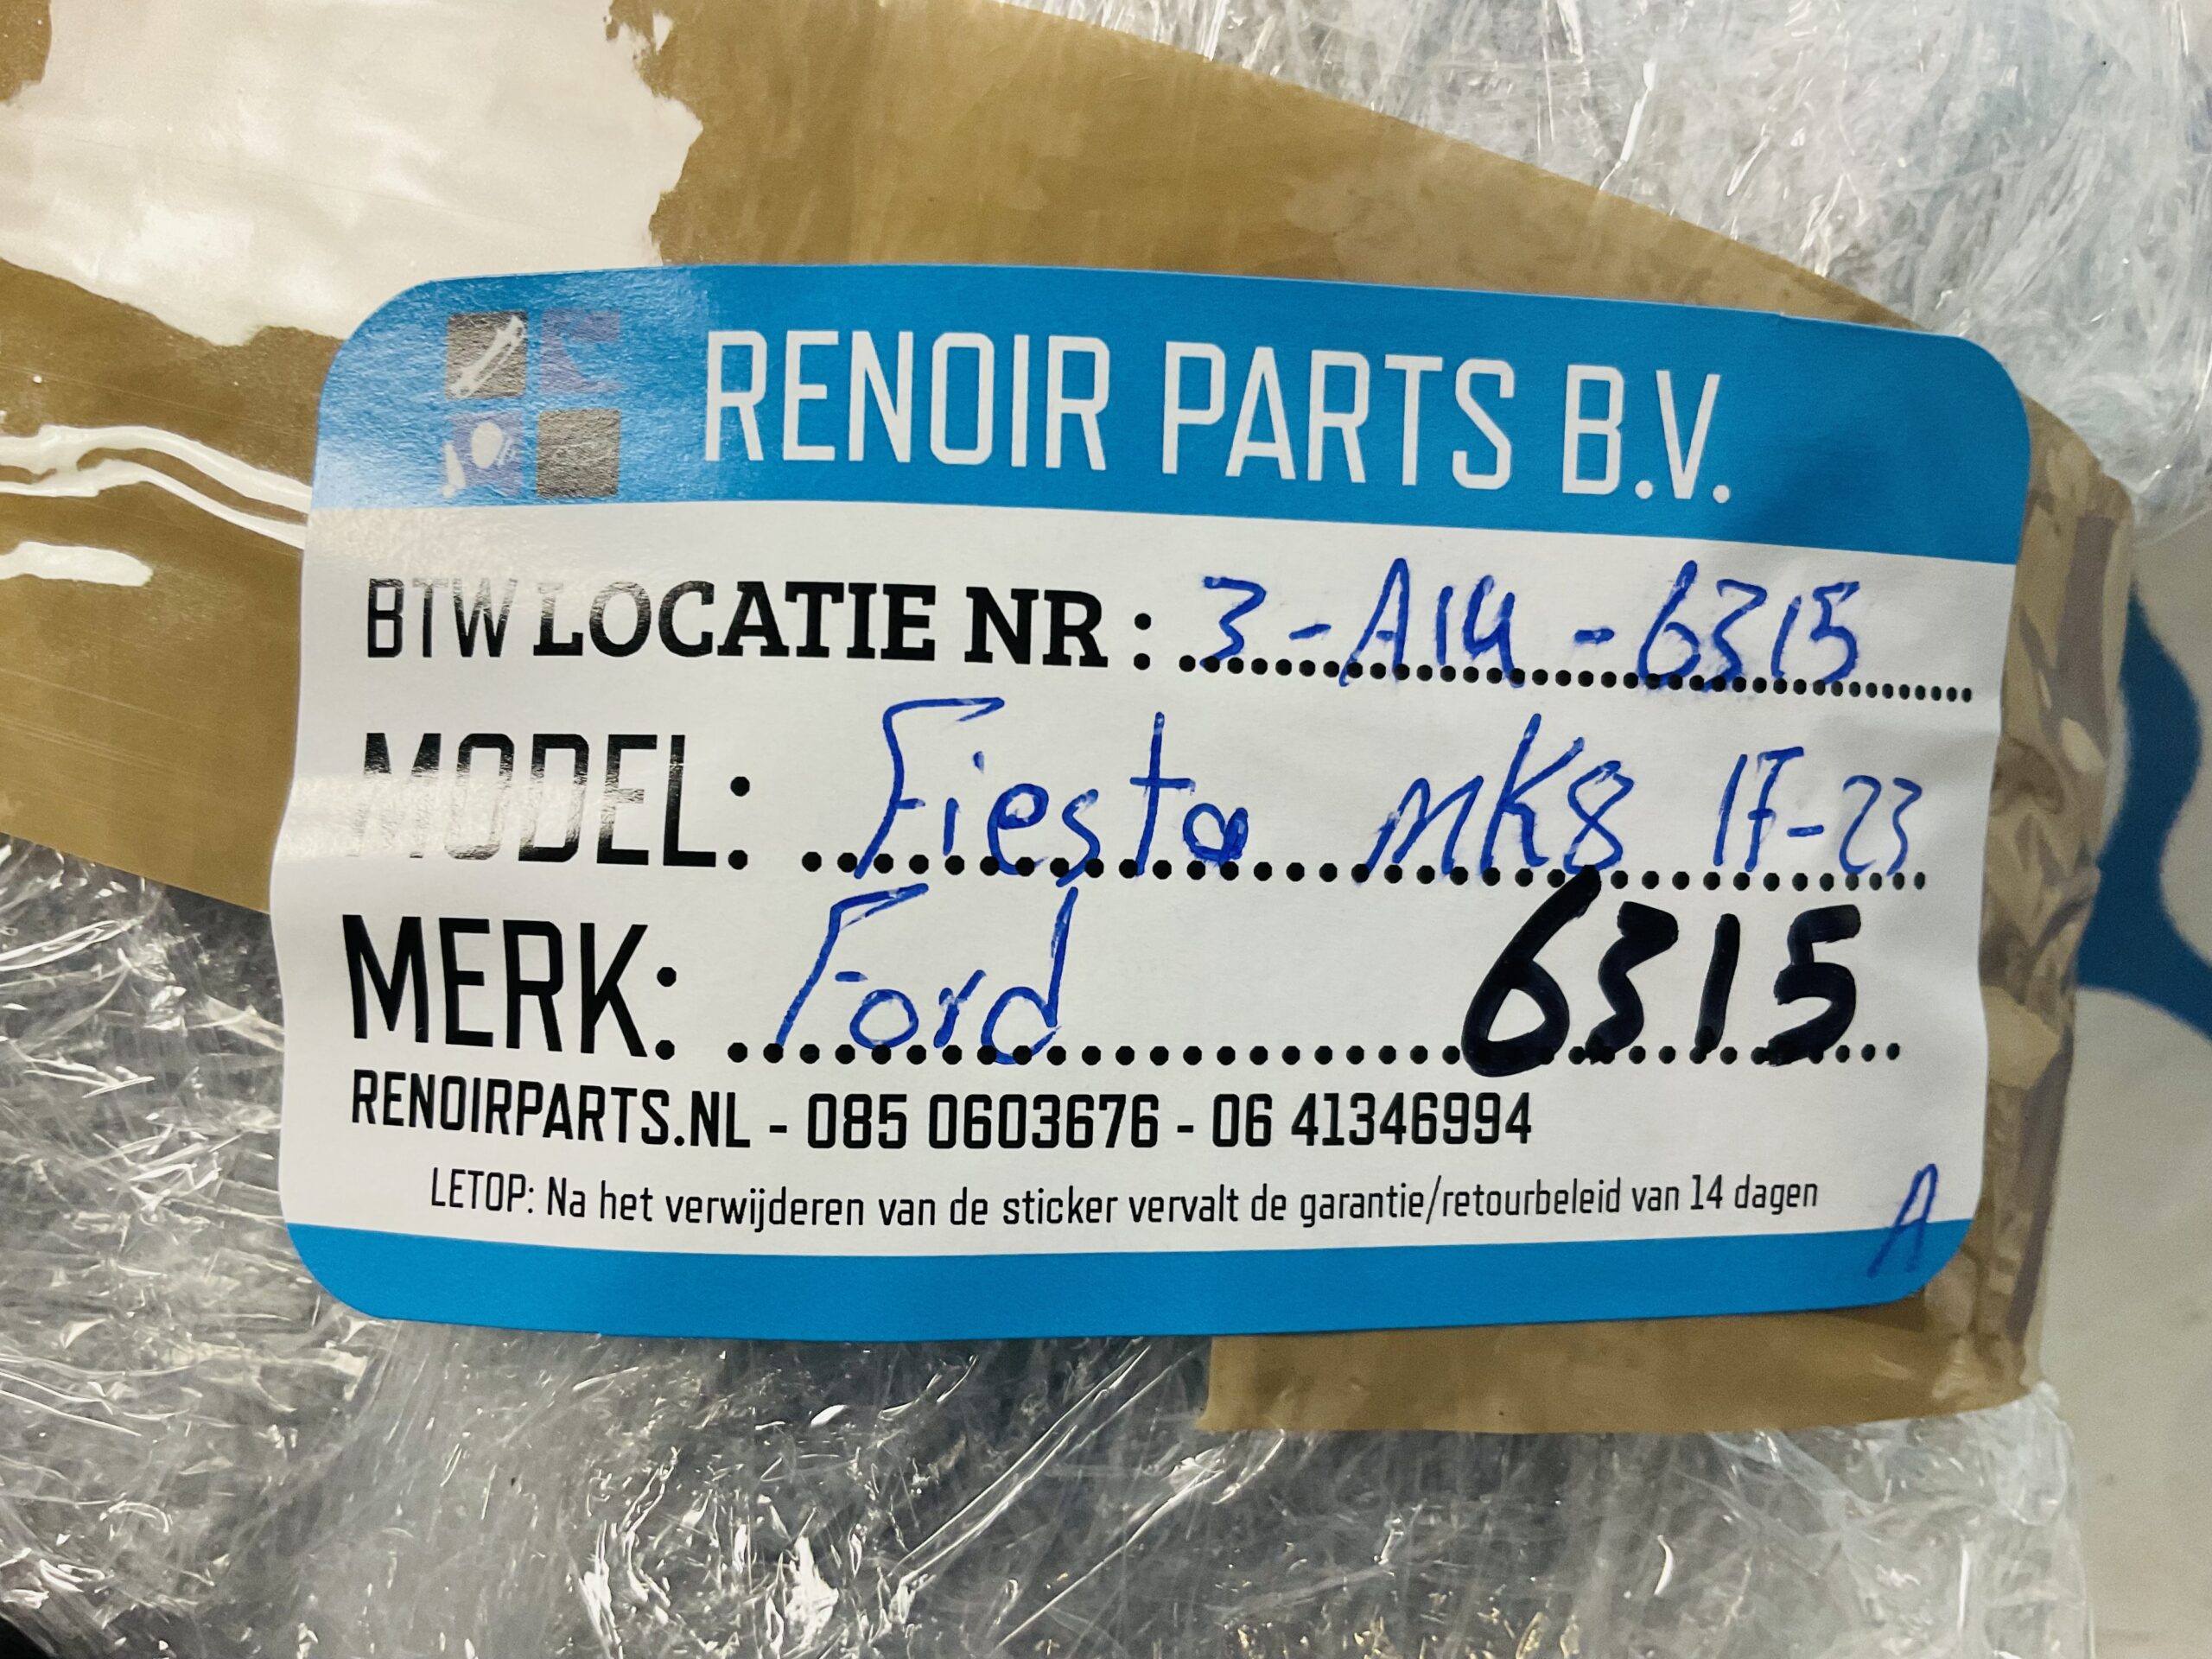 RENOIR PARTS B.V.
BTW LOCATIE NR : 3-A14-6315
MODEL: Fiesta MK8 17-23
MERK: Ford 6315
RENOIRPARTS.NL - 085 0603676 - 06 41346994
LETOP: Na het verwijderen van de sticker vervalt de garantie/retourbeleid van 14 dagen
A